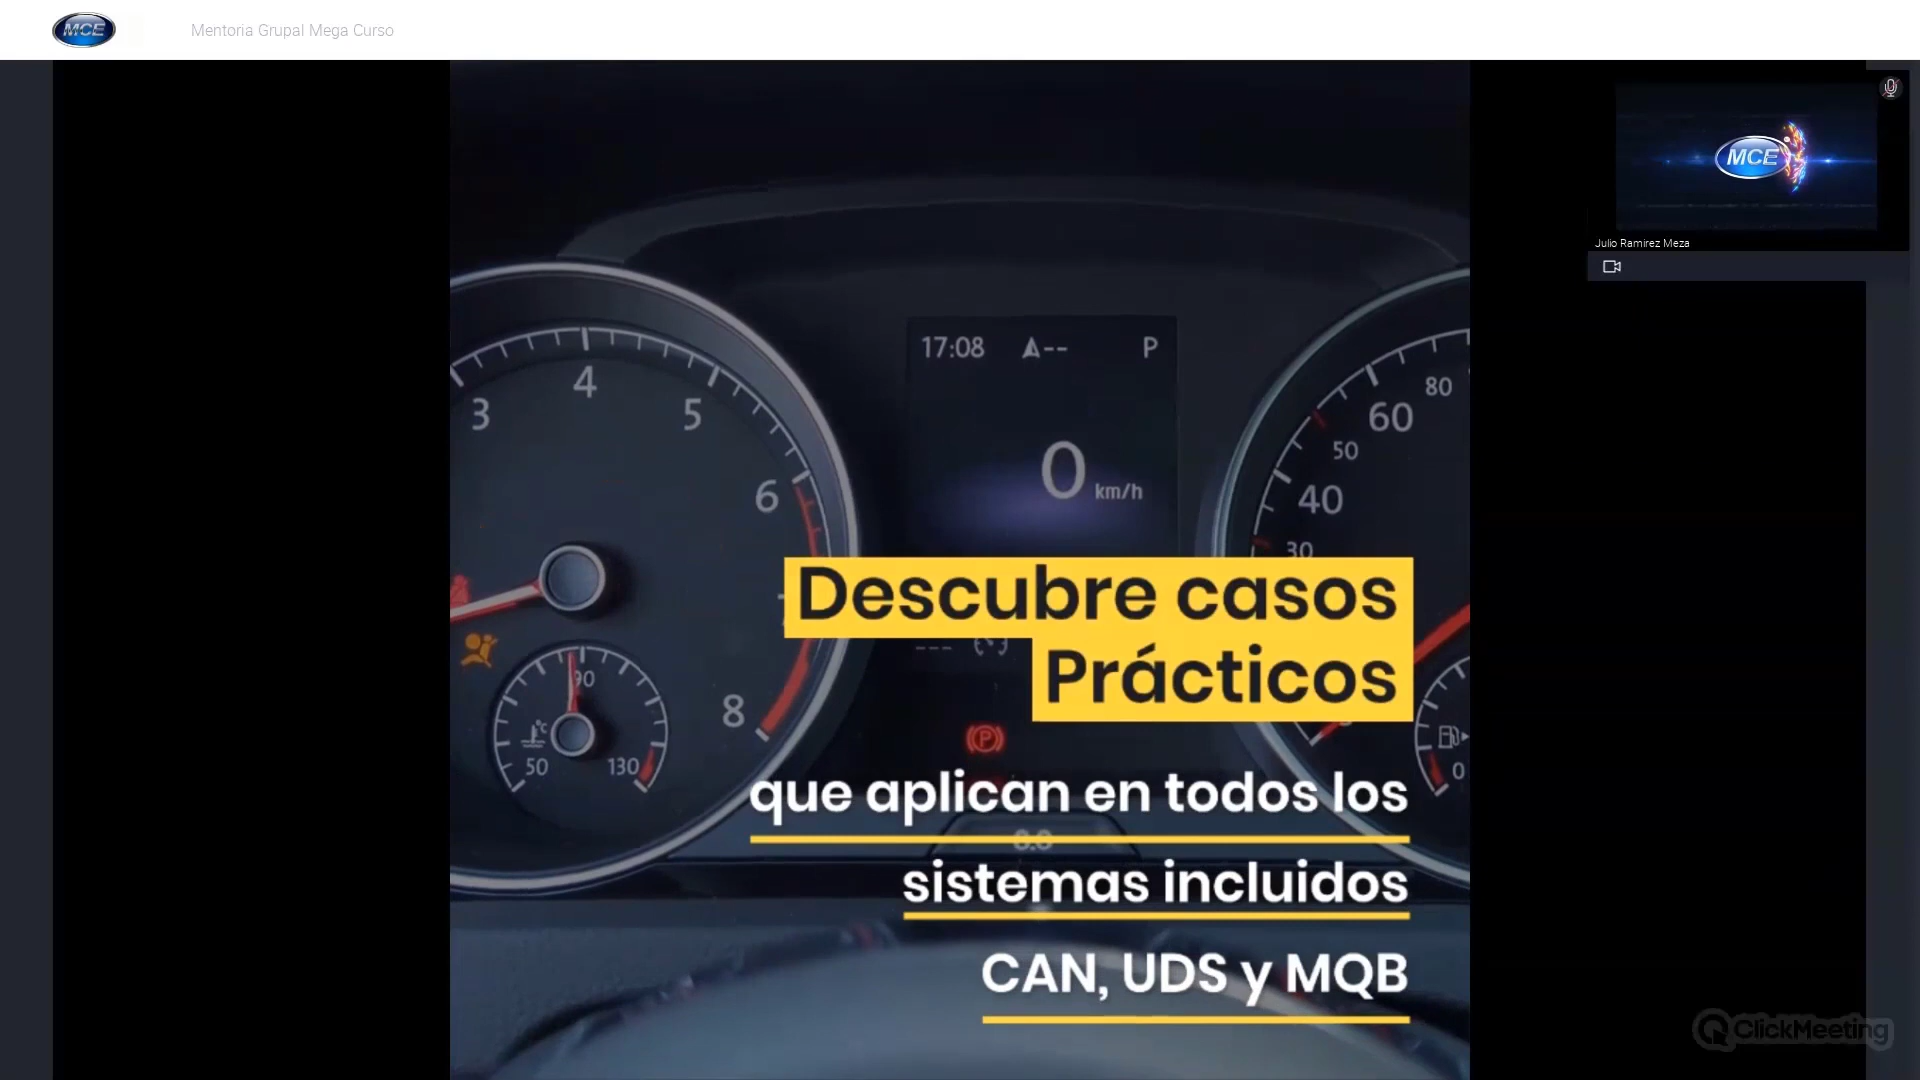 MCE
Mentoria Grupal Mega Curso
MCE
Julio Ramirez Meza
17:08
--
P
3
4
5
6
8
0 km/h
80
60
50
40
30
Descubre casos
Prácticos
---
90
°C
50
130
P
0
que aplican en todos los
sistemas incluidos
CAN, UDS y MQB
ClickMeeting